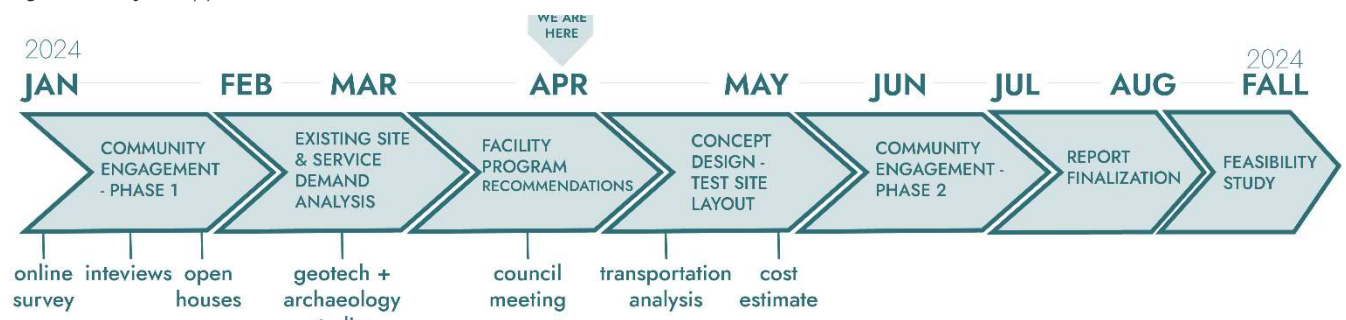 WE ARE
HERE
2024
2024
JAN FEB MAR APR MAY JUN JUL AUG FALL
COMMUNITY
ENGAGEMENT
- PHASE 1
EXISTING SITE
& SERVICE
DEMAND
ANALYSIS
FACILITY
PROGRAM
RECOMMENDATIONS
CONCEPT
DESIGN -
TEST SITE
LAYOUT
COMMUNITY
ENGAGEMENT -
PHASE 2
REPORT
FINALIZATION
FEASIBILITY
STUDY
online
survey
inteviews
open
houses
geotech +
archaeology
council
meeting
transportation
analysis
cost
estimate